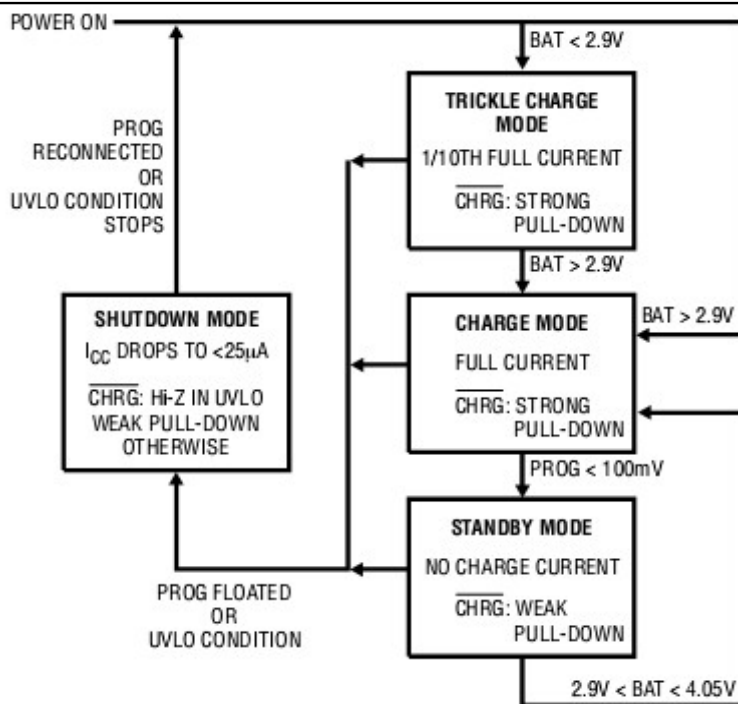 POWER ON
BAT < 2.9V
TRICKLE CHARGE
MODE
1/10TH FULL CURRENT
CHRG: STRONG
PULL-DOWN
PROG
RECONNECTED
OR
UVLO CONDITION
STOPS
BAT > 2.9V
SHUTDOWN MODE
ICC DROPS TO <25µA
CHRG: Hi-Z IN UVLO
WEAK PULL-DOWN
OTHERWISE
CHARGE MODE
FULL CURRENT
CHRG: STRONG
PULL-DOWN
BAT > 2.9V
PROG < 100mV
STANDBY MODE
NO CHARGE CURRENT
CHRG: WEAK
PULL-DOWN
PROG FLOATED
OR
UVLO CONDITION
2.9V < BAT < 4.05V